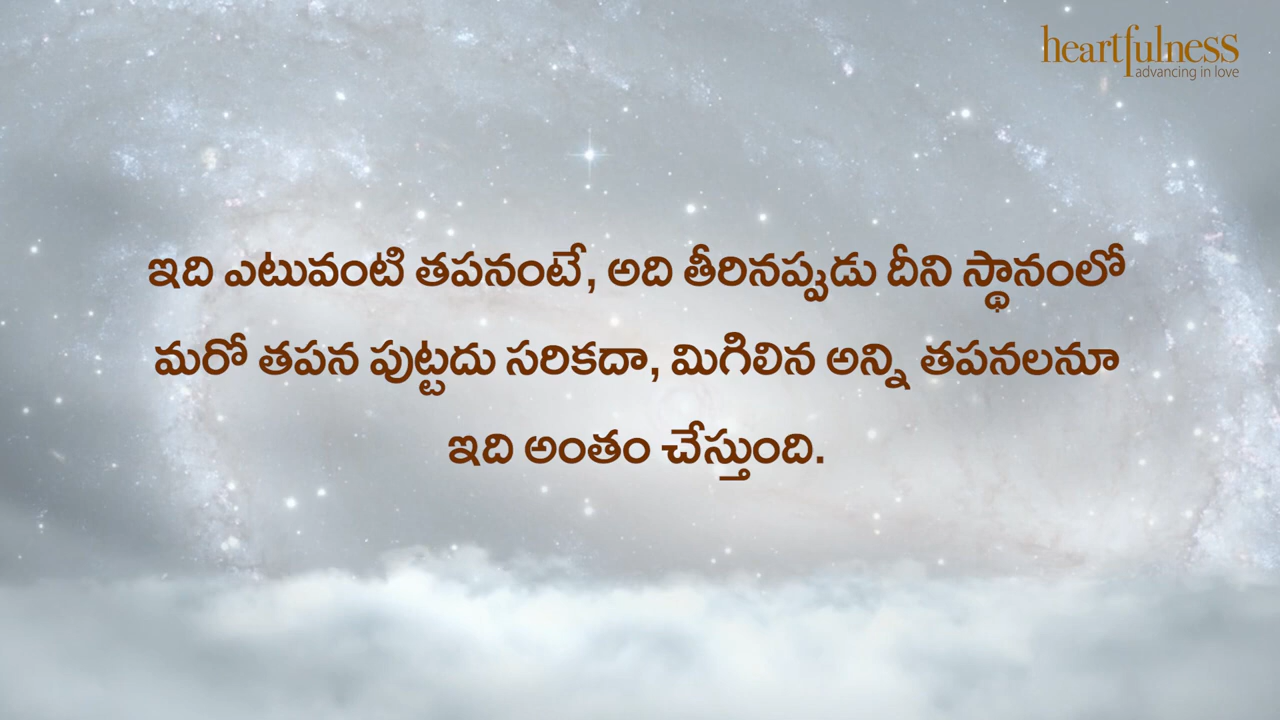 heartfulness
advancing in love
ఇది ఎటువంటి తపనంటే, అది తీరినప్పుడు దీని స్థానంలో
మరో తపన పుట్టదు సరికదా, మిగిలిన అన్ని తపనలనూ
ఇది అంతం చేస్తుంది.